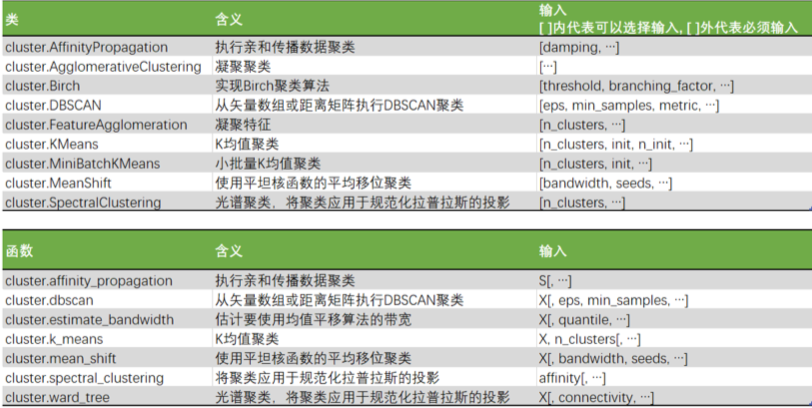 类 含义 输入
[ ]内代表可以选择输入, [ ]外代表必须输入
cluster.AffinityPropagation 执行亲和传播数据聚类 [damping, …]
cluster.AgglomerativeClustering 凝聚聚类 […]
cluster.Birch 实现Birch聚类算法 [threshold, branching_factor, …]
cluster.DBSCAN 从矢量数组或距离矩阵执行DBSCAN聚类 [eps, min_samples, metric, …]
cluster.FeatureAgglomeration 凝聚特征 [n_clusters, …]
cluster.KMeans K均值聚类 [n_clusters, init, n_init, …]
cluster.MiniBatchKMeans 小批量K均值聚类 [n_clusters, init, …]
cluster.MeanShift 使用平坦核函数的平均移位聚类 [bandwidth, seeds, …]
cluster.SpectralClustering 光谱聚类，将聚类应用于规范化拉普拉斯的投影 [n_clusters, …]
函数 含义 输入
cluster.affinity_propagation 执行亲和传播数据聚类 S[, …]
cluster.dbscan 从矢量数组或距离矩阵执行DBSCAN聚类 X[, eps, min_samples, …]
cluster.estimate_bandwidth 估计要使用均值平移算法的带宽 X[, quantile, …]
cluster.k_means K均值聚类 X, n_clusters[, …]
cluster.mean_shift 使用平坦核函数的平均移位聚类 X[, bandwidth, seeds, …]
cluster.spectral_clustering 将聚类应用于规范化拉普拉斯的投影 affinity[, …]
cluster.ward_tree 光谱聚类，将聚类应用于规范化拉普拉斯的投影 X[, connectivity, …]